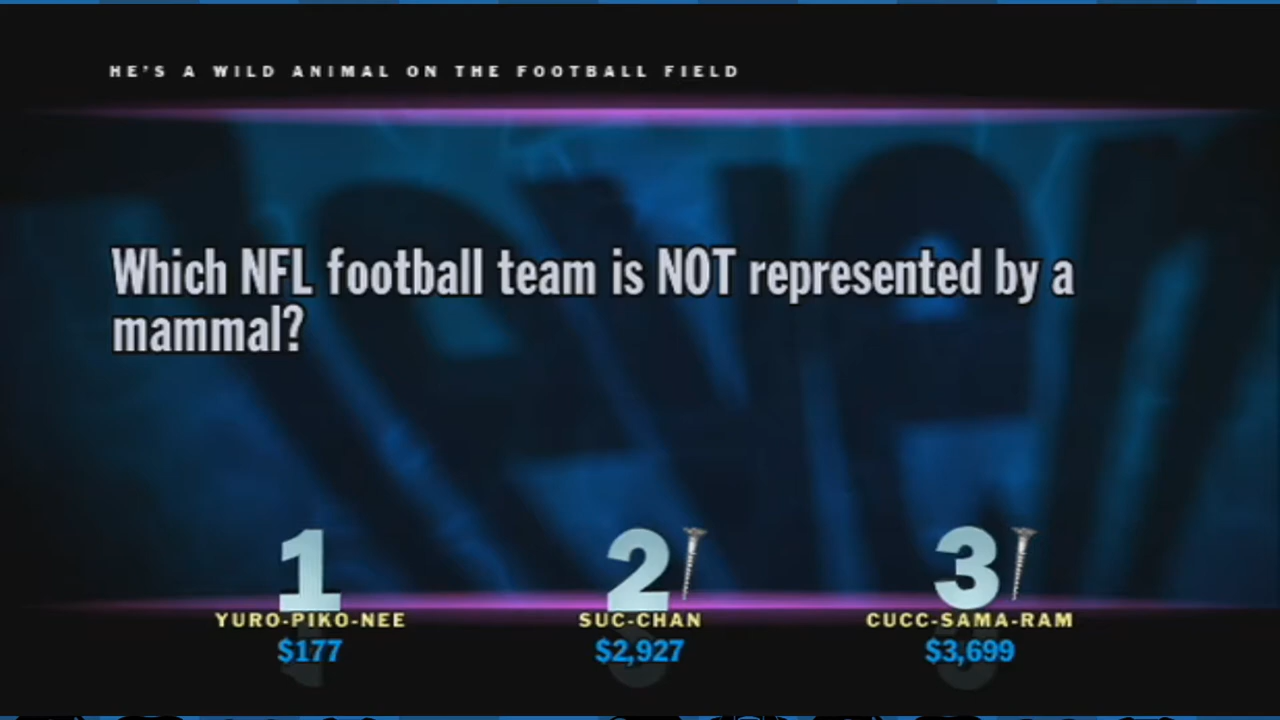 HE'S A WILD ANIMAL ON THE FOOTBALL FIELD
Which NFL football team is NOT represented by a
mammal?
1 2 3
YURO-PIKO-NEE SUC-CHAN CUCC-SAMA-RAM
$177 $2,927 $3,699